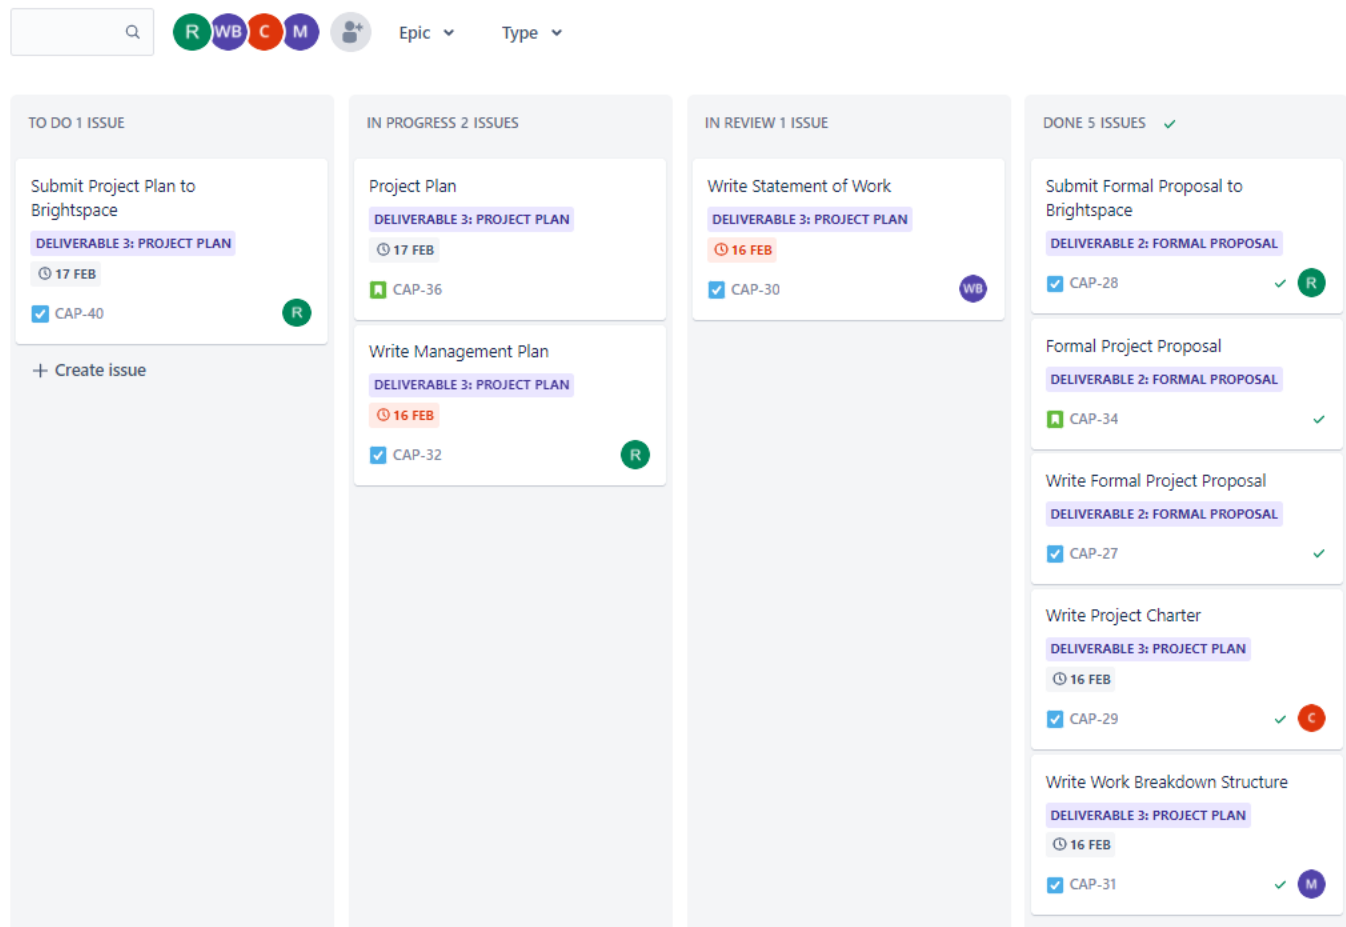 R WB C M Epic Type
TO DO 1 ISSUE
Submit Project Plan to
Brightspace
DELIVERABLE 3: PROJECT PLAN
17 FEB
CAP-40 R
+ Create issue
IN PROGRESS 2 ISSUES
Project Plan
DELIVERABLE 3: PROJECT PLAN
17 FEB
CAP-36
Write Management Plan
DELIVERABLE 3: PROJECT PLAN
16 FEB
CAP-32 R
IN REVIEW 1 ISSUE
Write Statement of Work
DELIVERABLE 3: PROJECT PLAN
16 FEB
CAP-30 WB
DONE 5 ISSUES
Submit Formal Proposal to
Brightspace
DELIVERABLE 2: FORMAL PROPOSAL
CAP-28 R
Formal Project Proposal
DELIVERABLE 2: FORMAL PROPOSAL
CAP-34
Write Formal Project Proposal
DELIVERABLE 2: FORMAL PROPOSAL
CAP-27
Write Project Charter
DELIVERABLE 3: PROJECT PLAN
16 FEB
CAP-29 C
Write Work Breakdown Structure
DELIVERABLE 3: PROJECT PLAN
16 FEB
CAP-31 M